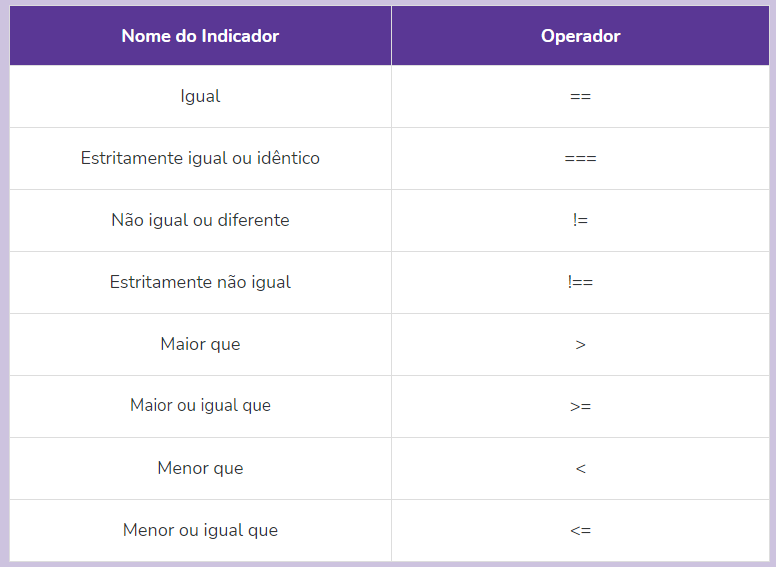 Nome do Indicador Operador
Igual ==
Estritamente igual ou idêntico ===
Não igual ou diferente !=
Estritamente não igual !==
Maior que >
Maior ou igual que >=
Menor que <
Menor ou igual que <=